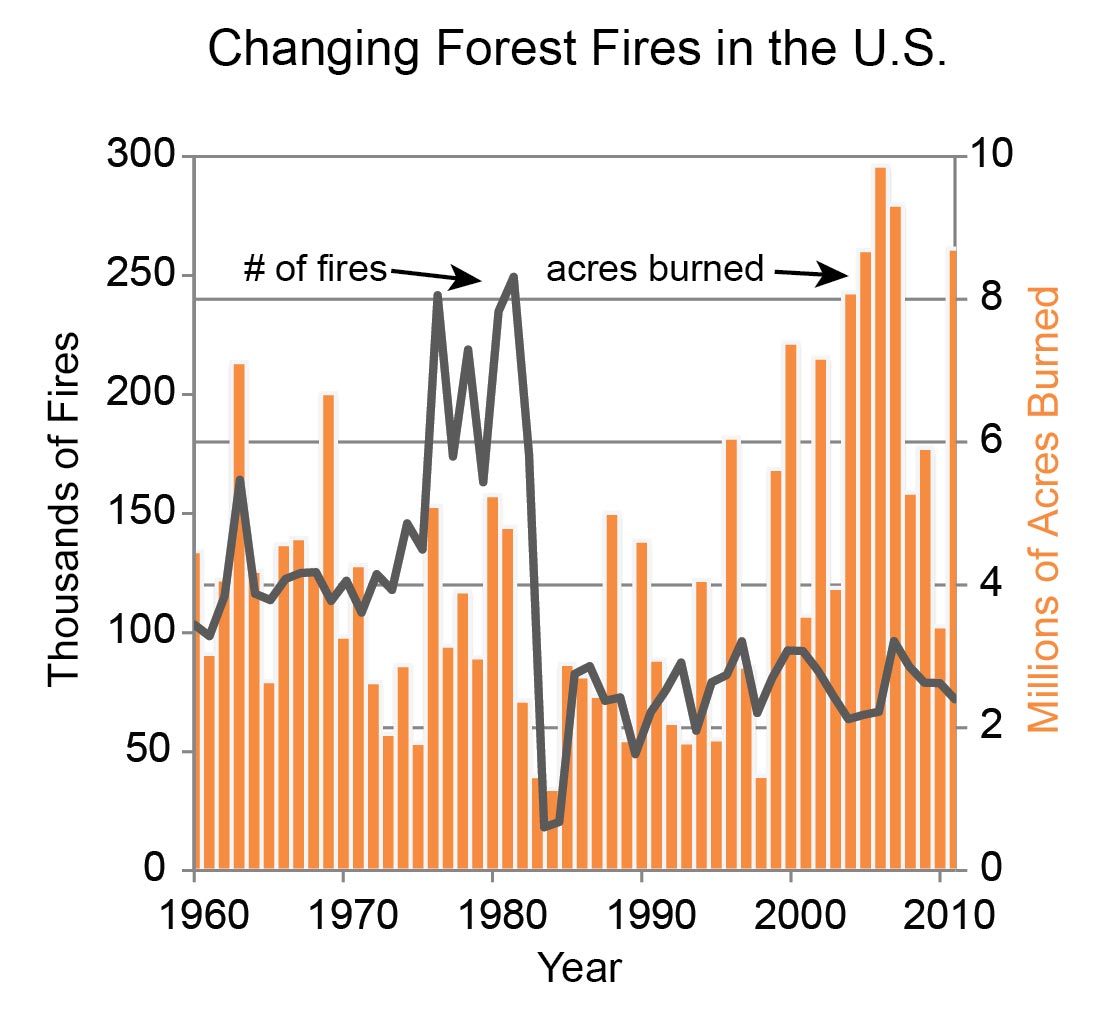 Changing Forest Fires in the U.S.
300
250
200
150
100
50
0
10
8
6
4
2
0
# of fires
acres burned
Thousands of Fires
Millions of Acres Burned
1960 1970 1980 1990 2000 2010
Year